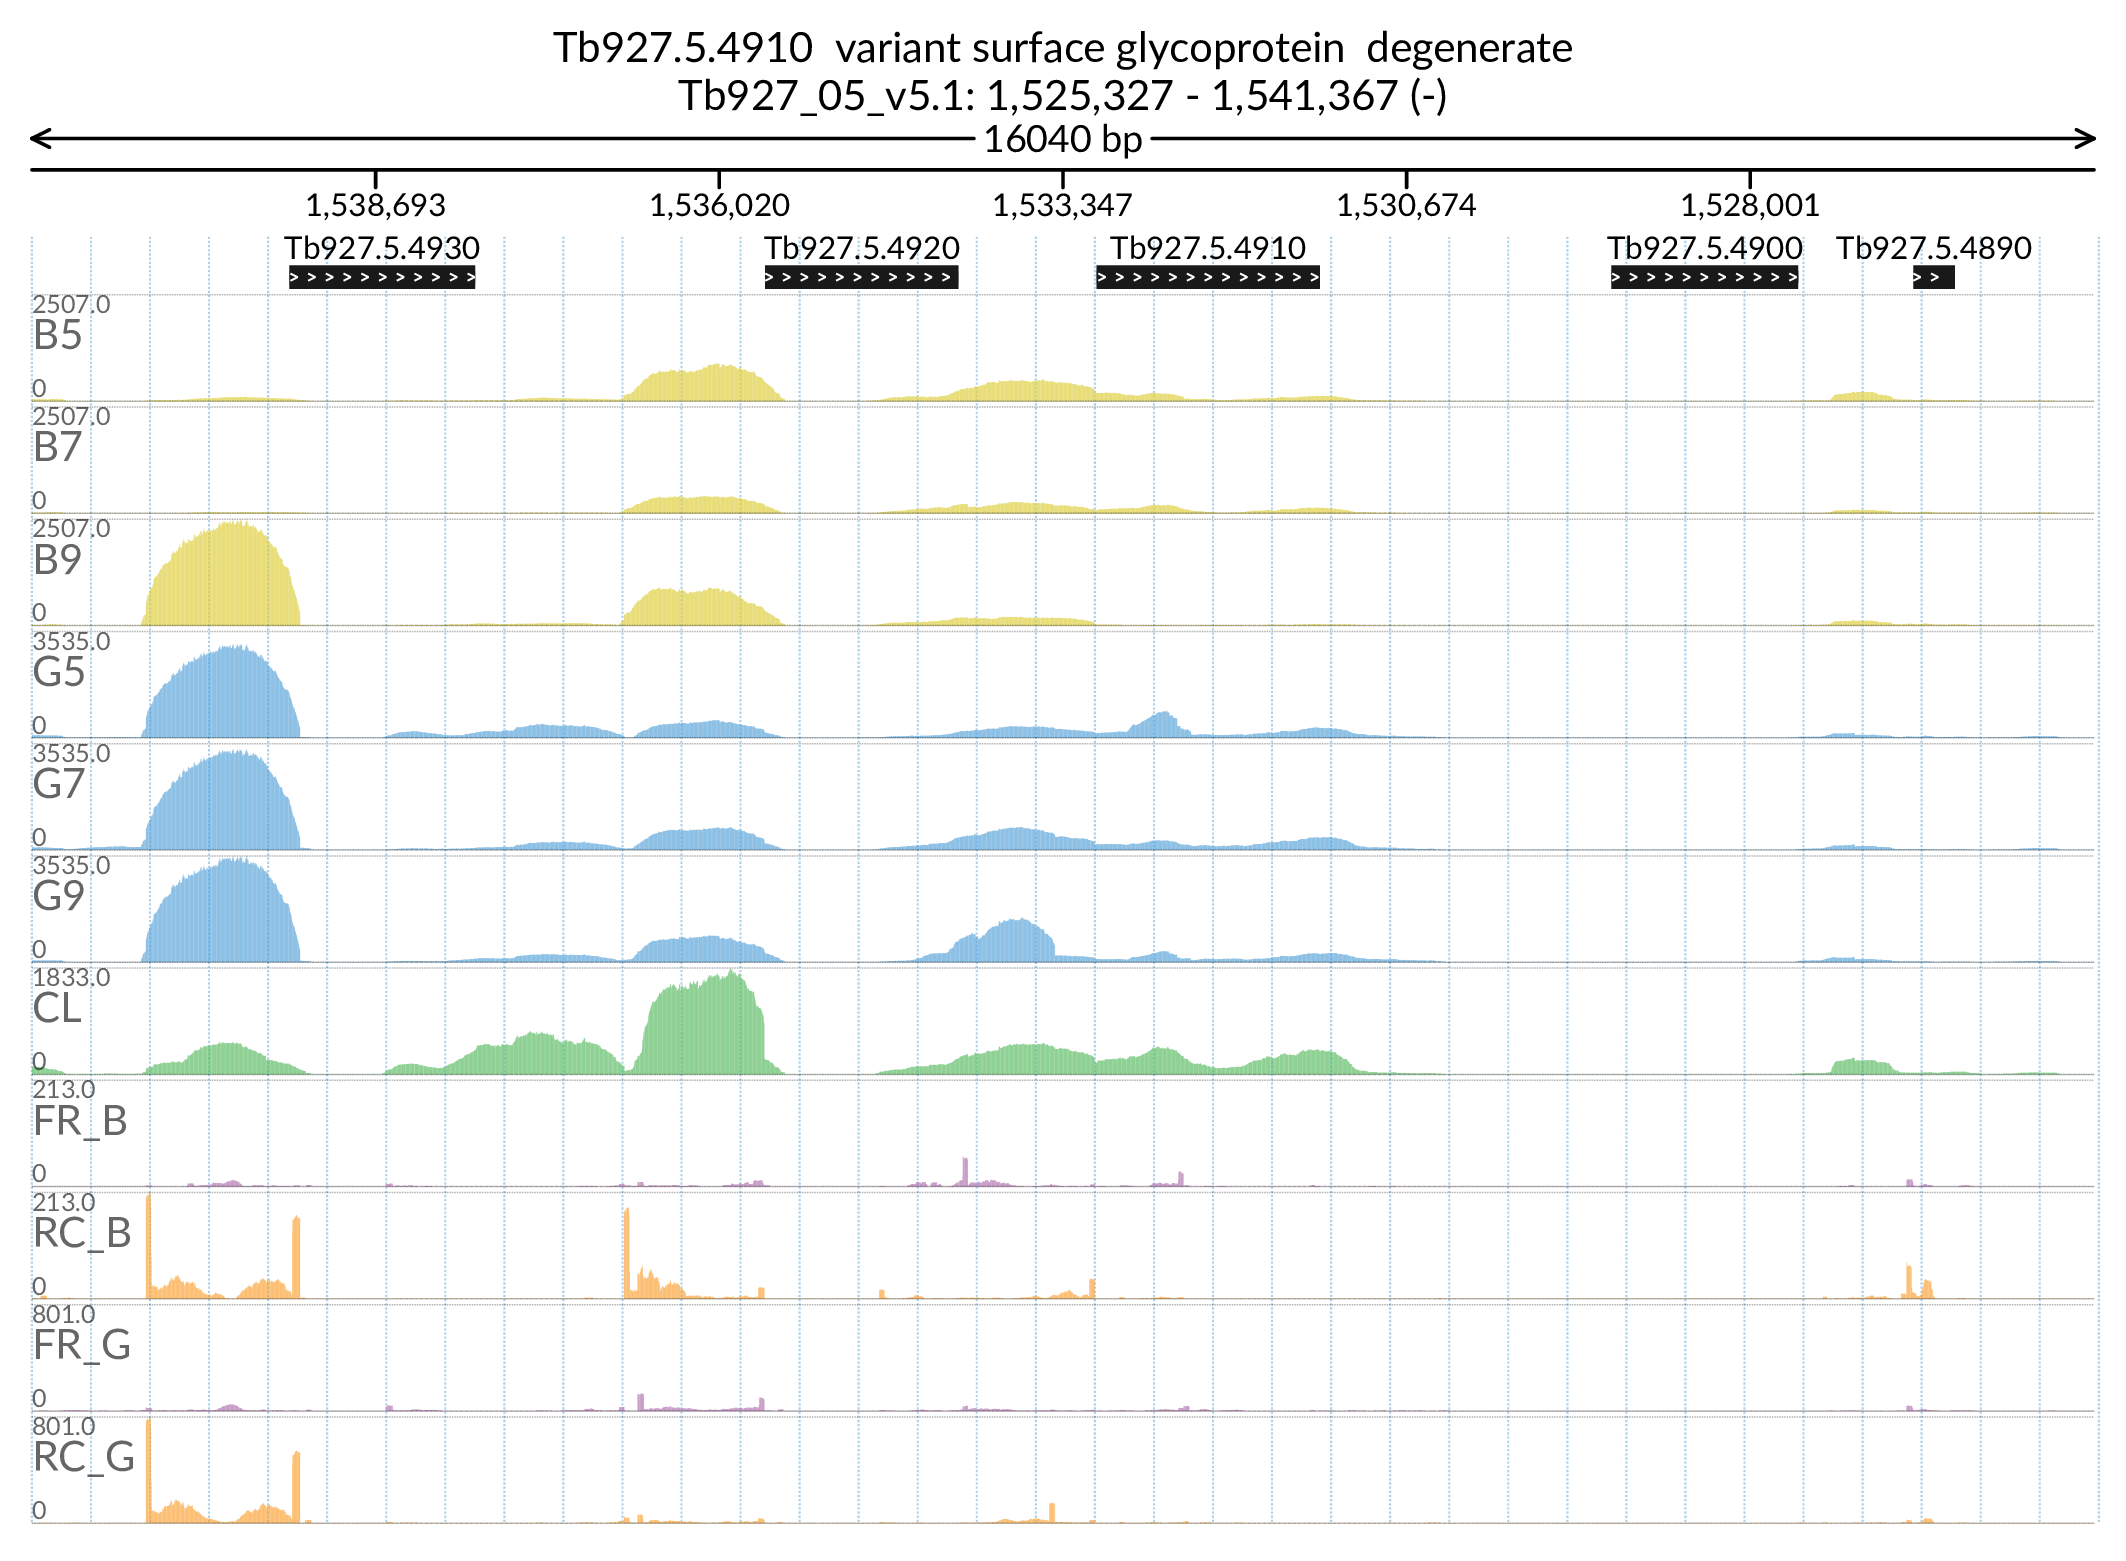 Tb927.5.4910  variant surface glycoprotein  degenerate
Tb927_05_v5.1: 1,525,327 - 1,541,367 (-)
16040 bp
1,538,693 1,536,020 1,533,347 1,530,674 1,528,001
Tb927.5.4930 Tb927.5.4920 Tb927.5.4910 Tb927.5.4900 Tb927.5.4890
2507.0
B5
0
2507.0
B7
0
2507.0
B9
0
3535.0
G5
0
3535.0
G7
0
3535.0
G9
0
1833.0
CL
0
213.0
FR_B
0
213.0
RC_B
0
801.0
FR_G
0
801.0
RC_G
0